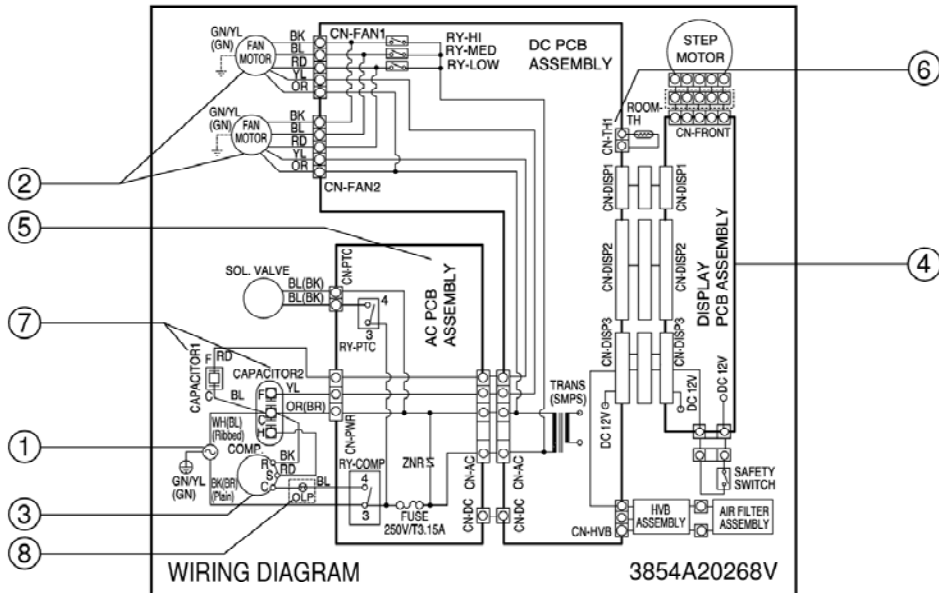 GN/YL
(GN)
FAN
MOTOR
BK
BL
RD
YL
OR
CN-FAN1
RY-HI
RY-MED
RY-LOW
DC PCB
ASSEMBLY
STEP
MOTOR
6
ROOM-
TH
CN-TH1
CN-FRONT
GN/YL
(GN)
FAN
MOTOR
BK
BL
RD
YL
OR
CN-FAN2
2
CN-DISP1
CN-DISP1
5
CN-PTC
SOL. VALVE
BL(BK)
BL(BK)
4
3
RY-PTC
AC PCB
ASSEMBLY
CN-DISP2
CN-DISP2
DISPLAY
PCB ASSEMBLY
4
7
CAPACITOR1
F
RD
C
BL
CAPACITOR2
F
C
H
YL
OR(BR)
CN-PWR
TRANS
(SMPS)
CN-DISP3
CN-DISP3
DC 12V
DC 12V
DC 12V
1
WH(BL)
(Ribbed)
GN/YL
(GN)
BK(BR)
(Plain)
COMP.
R
S
C
BK
RD
BL
OLP
RY-COMP
4
3
ZNR
FUSE
250V/T3.15A
CN-AC
CN-AC
CN-DC
CN-DC
SAFETY
SWITCH
3
8
CN-HVB
HVB
ASSEMBLY
AIR FILTER
ASSEMBLY
WIRING DIAGRAM
3854A20268V